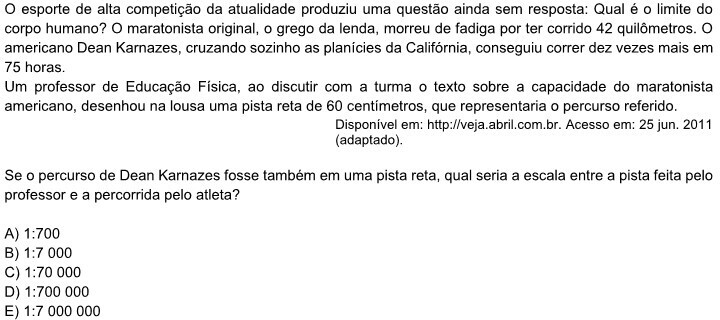 O esporte de alta competição da atualidade produziu uma questão ainda sem resposta: Qual é o limite do
corpo humano? O maratonista original, o grego da lenda, morreu de fadiga por ter corrido 42 quilômetros. O
americano Dean Karnazes, cruzando sozinho as planícies da Califórnia, conseguiu correr dez vezes mais em
75 horas.
Um professor de Educação Física, ao discutir com a turma o texto sobre a capacidade do maratonista
americano, desenhou na lousa uma pista reta de 60 centímetros, que representaria o percurso referido.
Disponível em: http://veja.abril.com.br. Acesso em: 25 jun. 2011
(adaptado).
Se o percurso de Dean Karnazes fosse também em uma pista reta, qual seria a escala entre a pista feita pelo
professor e a percorrida pelo atleta?
A) 1:700
B) 1:7 000
C) 1:70 000
D) 1:700 000
E) 1:7 000 000